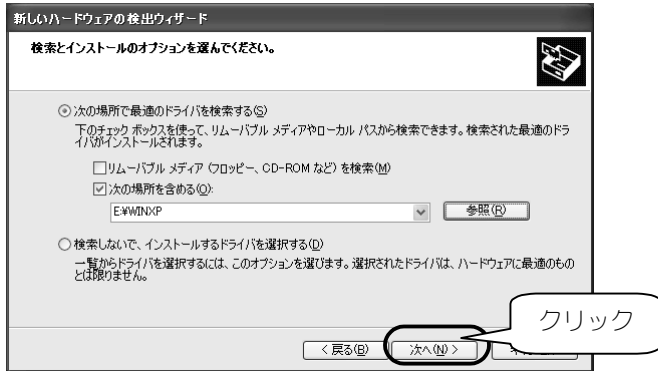 新しいハードウェアの検出ウィザード
検索とインストールのオプションを選んでください。
次の場所で最適のドライバを検索する(S)
下のチェック ボックスを使って、リムーバブル メディアやローカル パスから検索できます。検索された最適のドラ
イバがインストールされます。
リムーバブル メディア (フロッピー、CD-ROM など) を検索(M)
次の場所を含める(O):
E:¥WINXP
参照(R)
検索しないで、インストールするドライバを選択する(D)
一覧からドライバを選択するには、このオプションを選びます。選択されたドライバは、ハードウェアに最適のもの
とは限りません。
クリック
< 戻る(B)
次へ(N) >